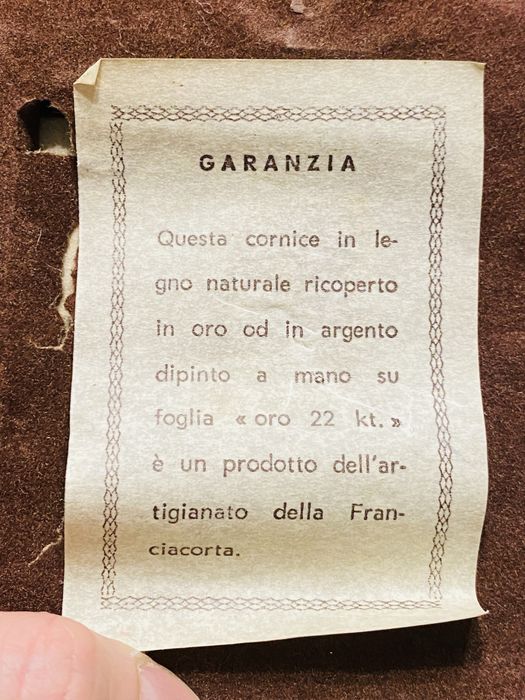 GARANZIA
Questa cornice in le-
gno naturale ricoperto
in oro od in argento
dipinto a mano su
foglia « oro 22 kt. »
è un prodotto dell'ar-
tigianato della Fran-
ciacorta.